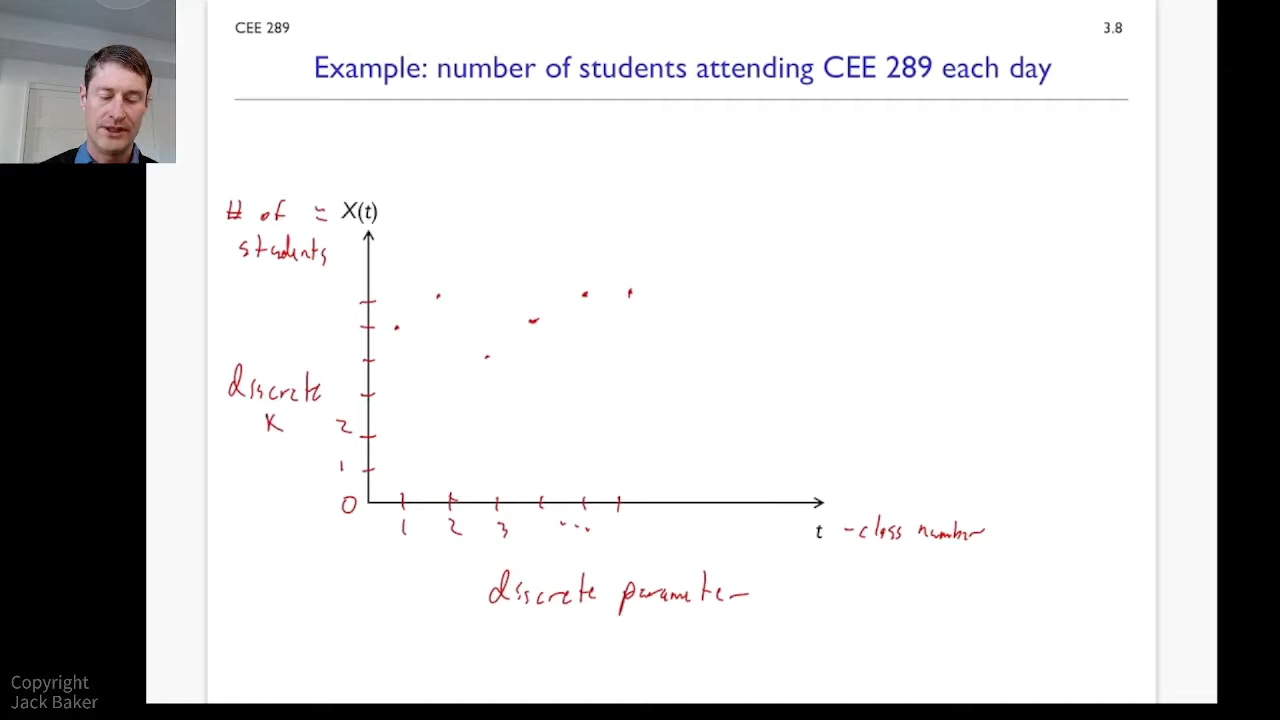 CEE 289 3.8
Example: number of students attending CEE 289 each day
# of = X(t)
students
discrete
X 2
1
0
1 2 3 ...
t - class number
discrete parameter
Copyright
Jack Baker